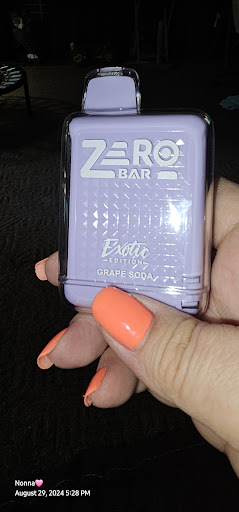 ZERO
BAR
Exotic
EDITION
GRAPE SODA
Nonna🩷
August 29, 2024 5:28 PM